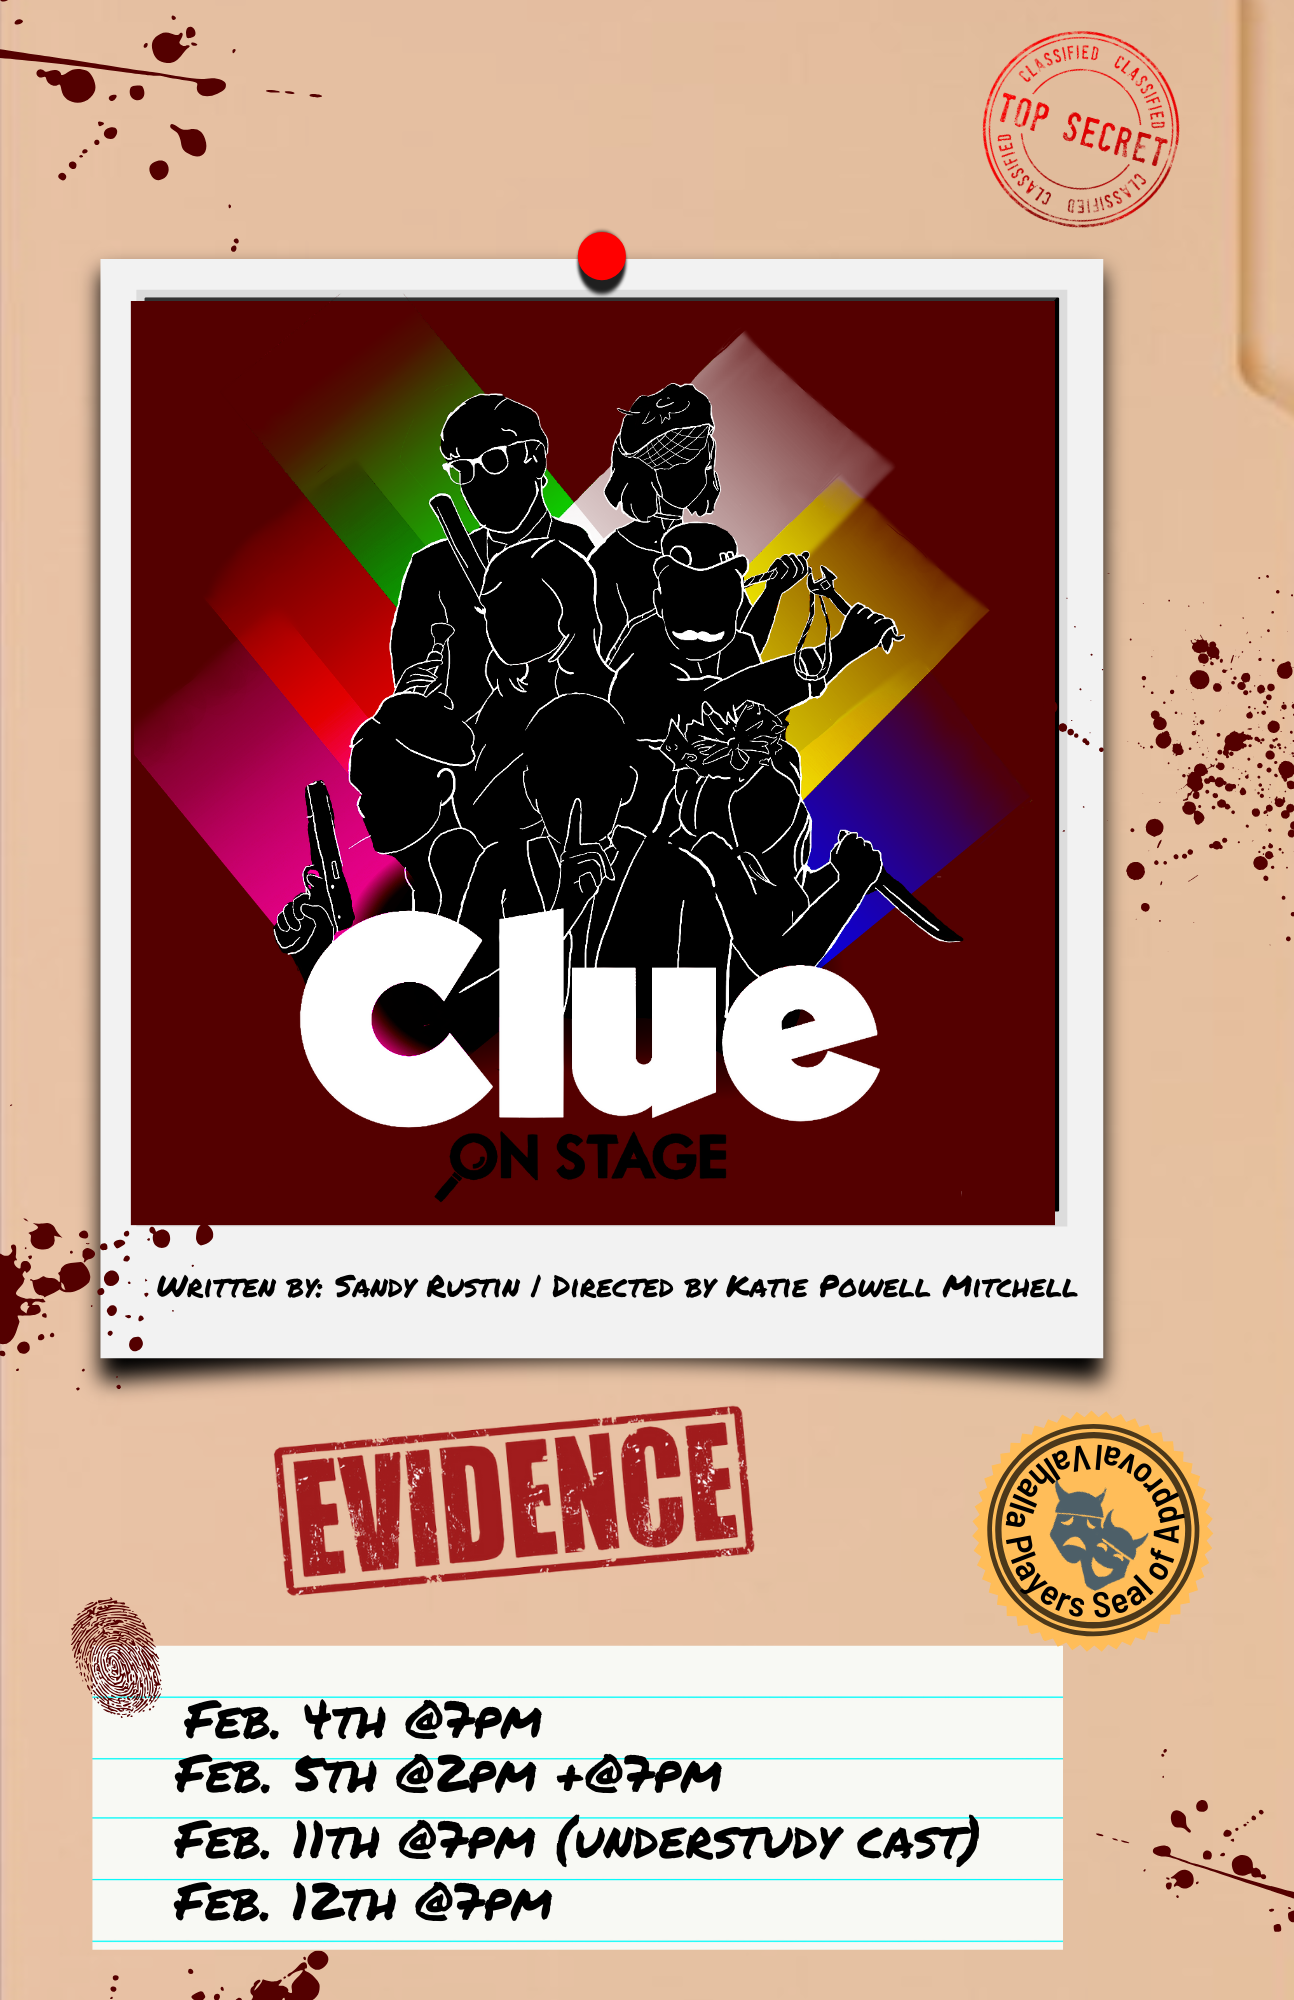 CLASSIFIED CLASSIFIED
TOP SECRET
CLASSIFIED CLASSIFIED
Clue
ON STAGE
Written by: Sandy Rustin | Directed by Katie Powell Mitchell
EVIDENCE
Valhalla Players Seal of Approval
Feb. 4th @7pm
Feb. 5th @2pm +@7pm
Feb. 11th @7pm (understudy cast)
Feb. 12th @7pm